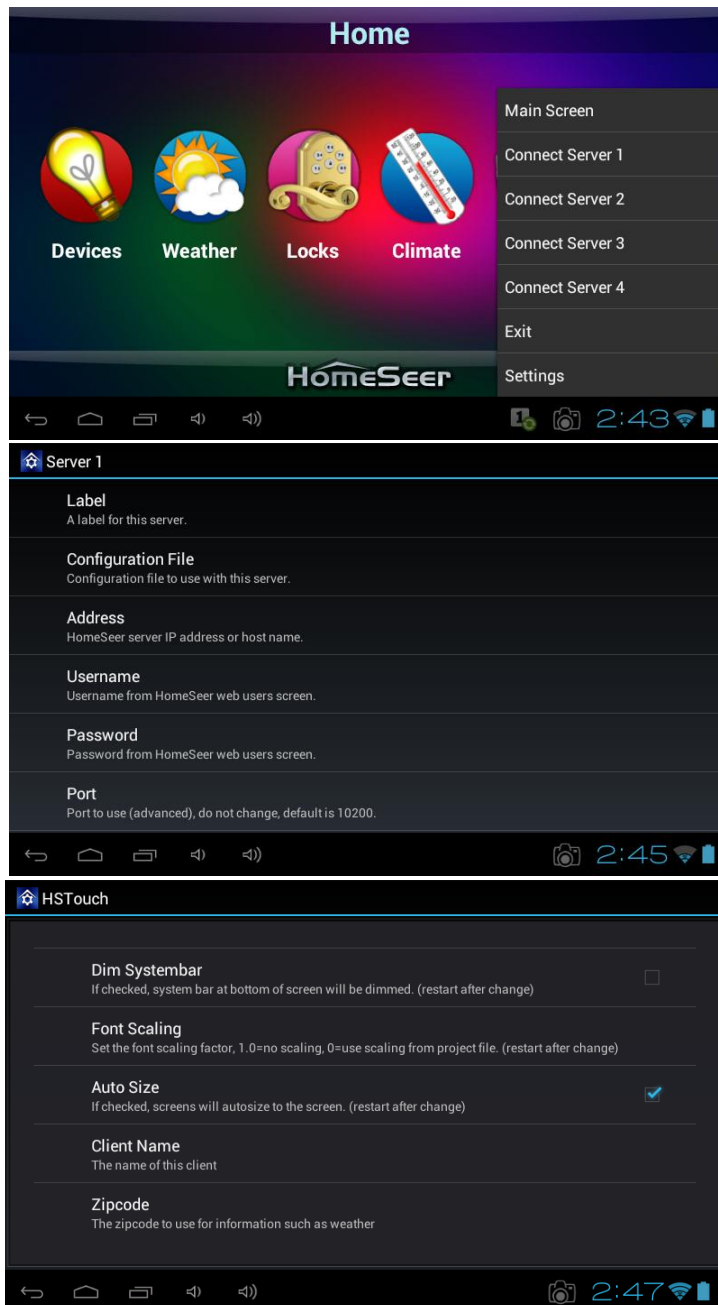 Home
Main Screen
Connect Server 1
Connect Server 2
Connect Server 3
Connect Server 4
Exit
Settings
Devices
Weather
Locks
Climate
HomeSeer
2:43
Server 1
Label
A label for this server.
Configuration File
Configuration file to use with this server.
Address
HomeSeer server IP address or host name.
Username
Username from HomeSeer web users screen.
Password
Password from HomeSeer web users screen.
Port
Port to use (advanced), do not change, default is 10200.
2:45
HSTouch
Dim Systembar
If checked, system bar at bottom of screen will be dimmed. (restart after change)
Font Scaling
Set the font scaling factor, 1.0=no scaling, 0=use scaling from project file. (restart after change)
Auto Size
If checked, screens will autosize to the screen. (restart after change)
Client Name
The name of this client
Zipcode
The zipcode to use for information such as weather
2:47